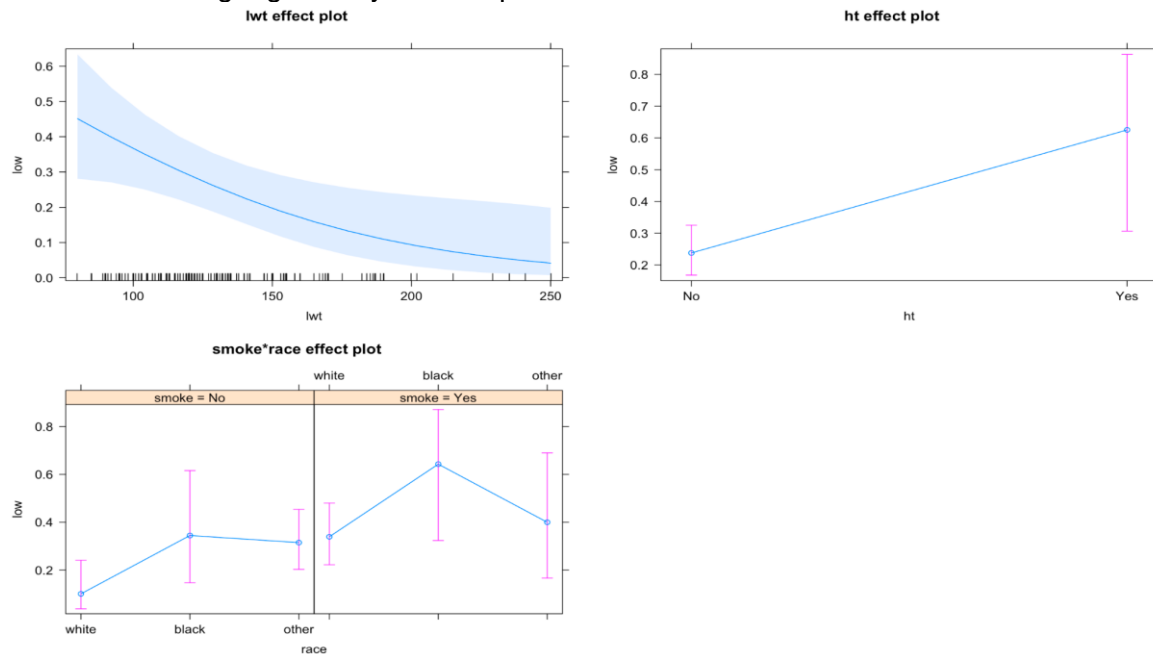 lwt effect plot
0.6
0.5
0.4
0.3
0.2
0.1
0.0
low
100
150
200
250
lwt
ht effect plot
0.8
0.7
0.6
0.5
0.4
0.3
0.2
low
No
Yes
ht
smoke*race effect plot
white
black
other
smoke = No
smoke = Yes
0.8
0.6
0.4
0.2
low
white
black
other
race